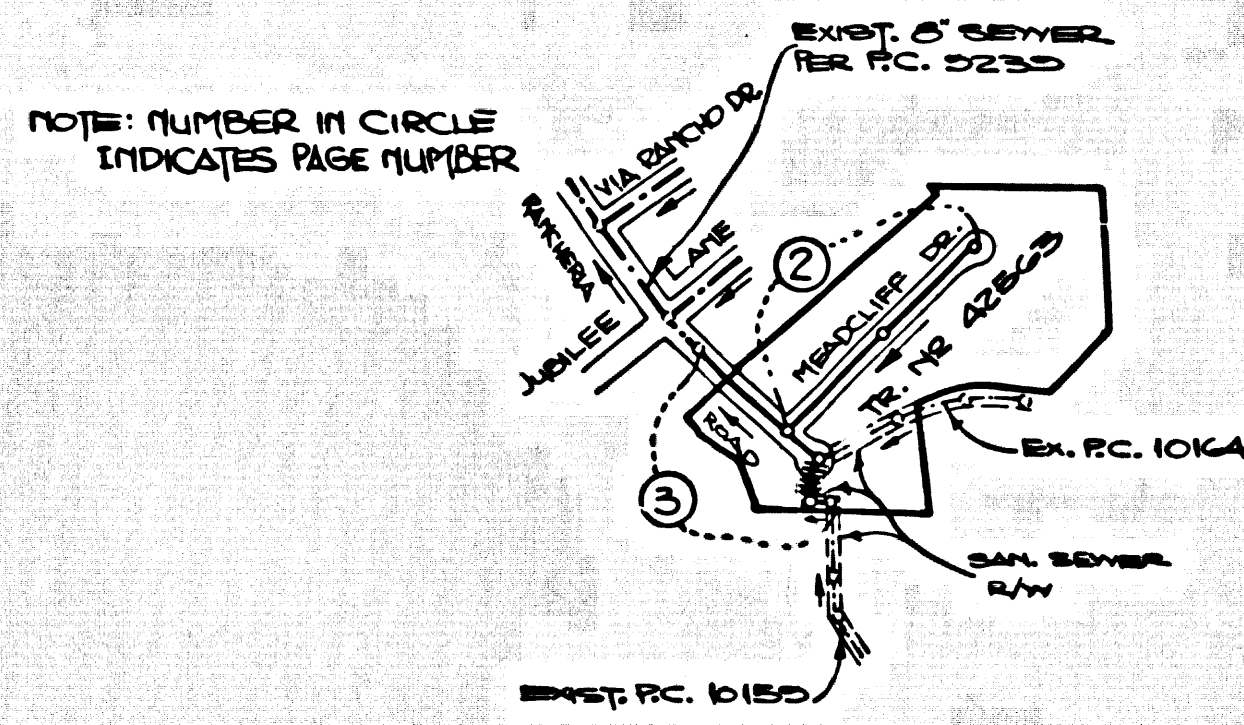 EXIST. 8" SEWER
PER P.C. 5235
NOTE: NUMBER IN CIRCLE
INDICATES PAGE NUMBER
VIA RANCHO DR.
RANCHERIA
LANE
JUBILEE
2
MEADCLIFF DR.
TR. Nº 42563
ROAD
EX. P.C. 10164
3
SAN. SEWER
R/W
EXIST. P.C. 10155